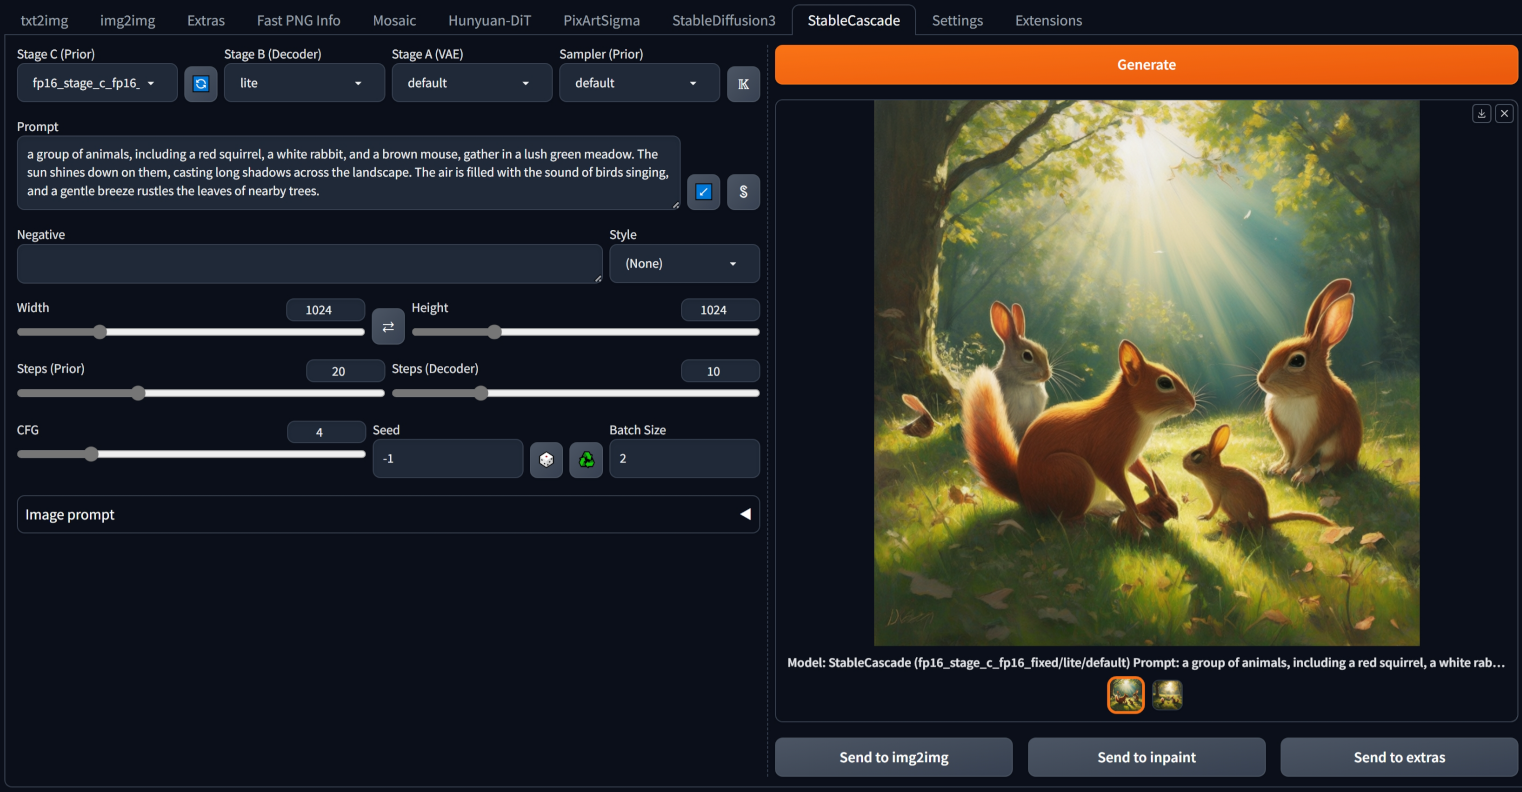 txt2img img2img Extras Fast PNG Info Mosaic Hunyuan-DiT PixArtSigma StableDiffusion3 StableCascade Settings Extensions
Stage C (Prior) Stage B (Decoder) Stage A (VAE) Sampler (Prior)
fp16_stage_c_fp16_ lite default default K
Prompt
a group of animals, including a red squirrel, a white rabbit, and a brown mouse, gather in a lush green meadow. The
sun shines down on them, casting long shadows across the landscape. The air is filled with the sound of birds singing,
and a gentle breeze rustles the leaves of nearby trees.
S
Negative Style
(None)
Width 1024 Height 1024
Steps (Prior) 20 Steps (Decoder) 10
CFG 4 Seed Batch Size
-1 2
Image prompt
Generate
Model: StableCascade (fp16_stage_c_fp16_fixed/lite/default) Prompt: a group of animals, including a red squirrel, a white rab...
Send to img2img Send to inpaint Send to extras